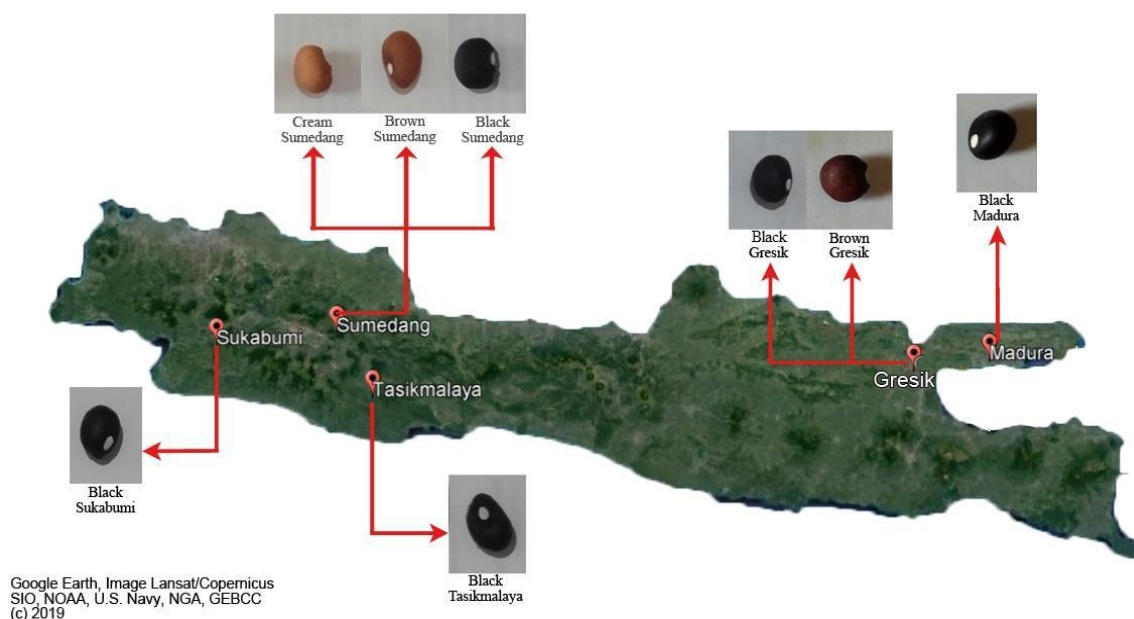 Cream
Sumedang
Brown
Sumedang
Black
Sumedang
Black
Gresik
Brown
Gresik
Black
Madura
Sukabumi
Sumedang
Tasikmalaya
Gresik
Madura
Black
Sukabumi
Black
Tasikmalaya
Google Earth, Image Lansat/Copernicus
SIO, NOAA, U.S. Navy, NGA, GEBCC
(c) 2019